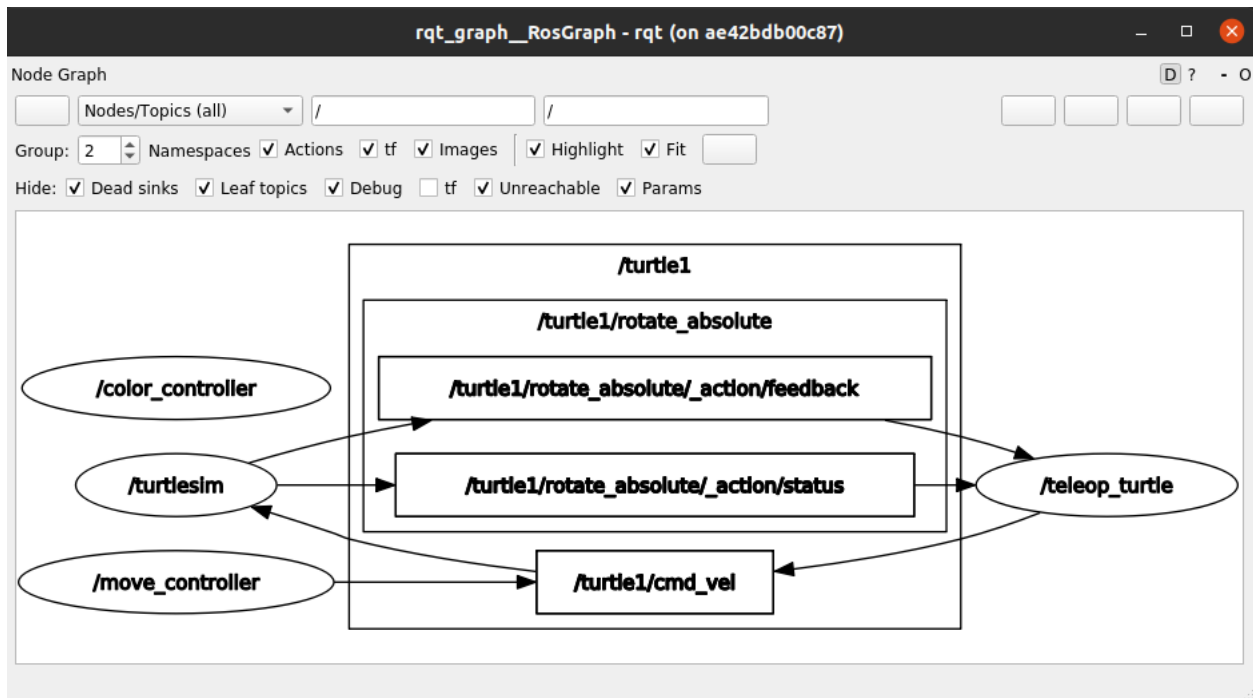 rqt_graph__RosGraph - rqt (on ae42bdb00c87)
Node Graph
D ? - O
Nodes/Topics (all) / /
Group: 2 Namespaces Actions tf Images Highlight Fit
Hide: Dead sinks Leaf topics Debug tf Unreachable Params
/turtle1
/turtle1/rotate_absolute
/color_controller
/turtle1/rotate_absolute/_action/feedback
/turtlesim
/turtle1/rotate_absolute/_action/status
/teleop_turtle
/move_controller
/turtle1/cmd_vel